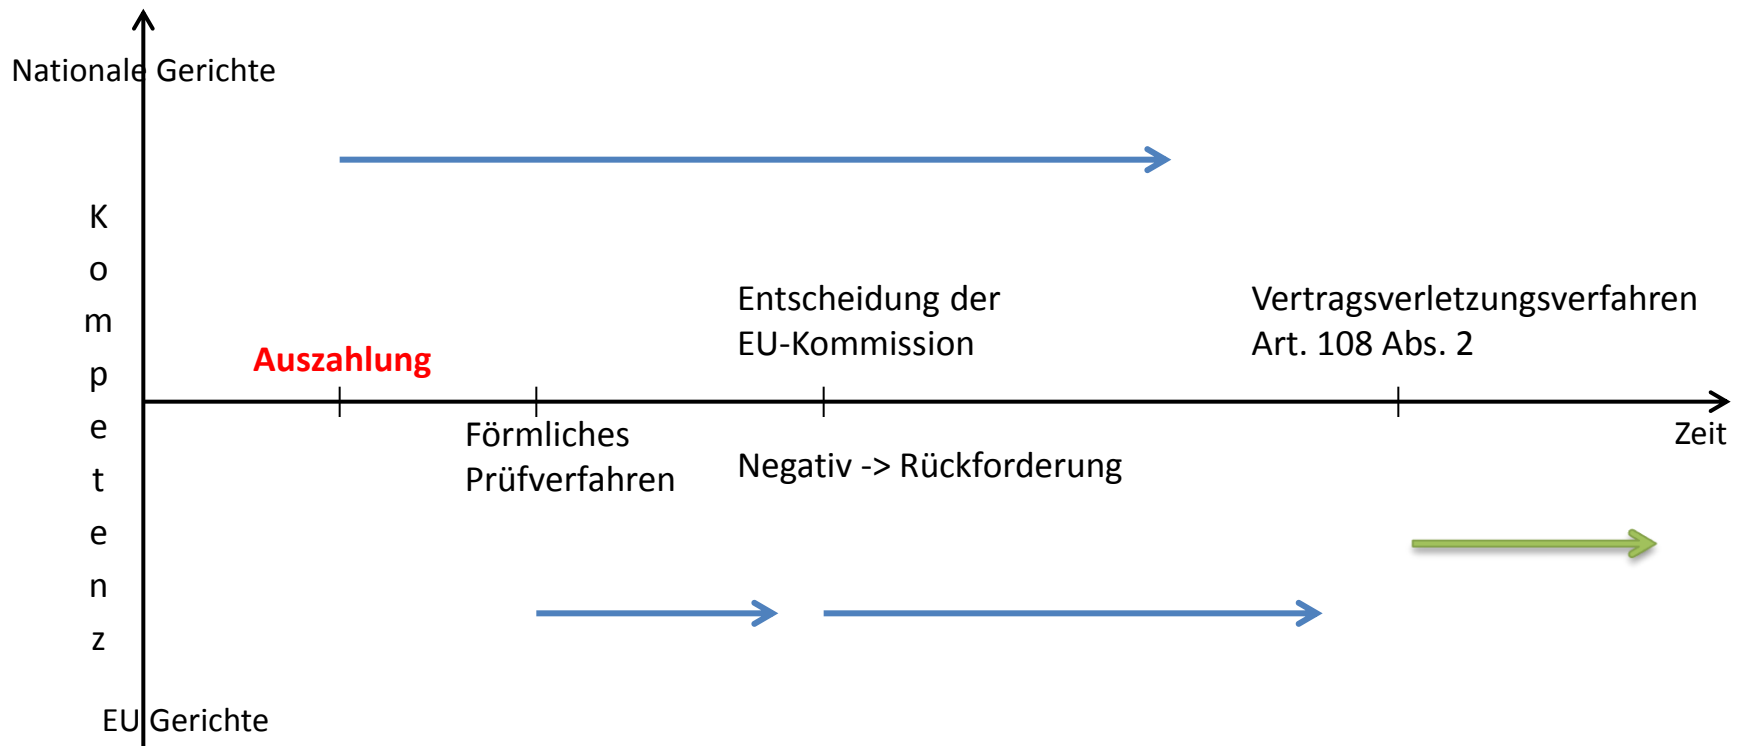 Nationale Gerichte
Kompetenz
Entscheidung der
EU-Kommission
Vertragsverletzungsverfahren
Art. 108 Abs. 2
Auszahlung
Förmliches
Prüfverfahren
Negativ -> Rückforderung
Zeit
EU Gerichte